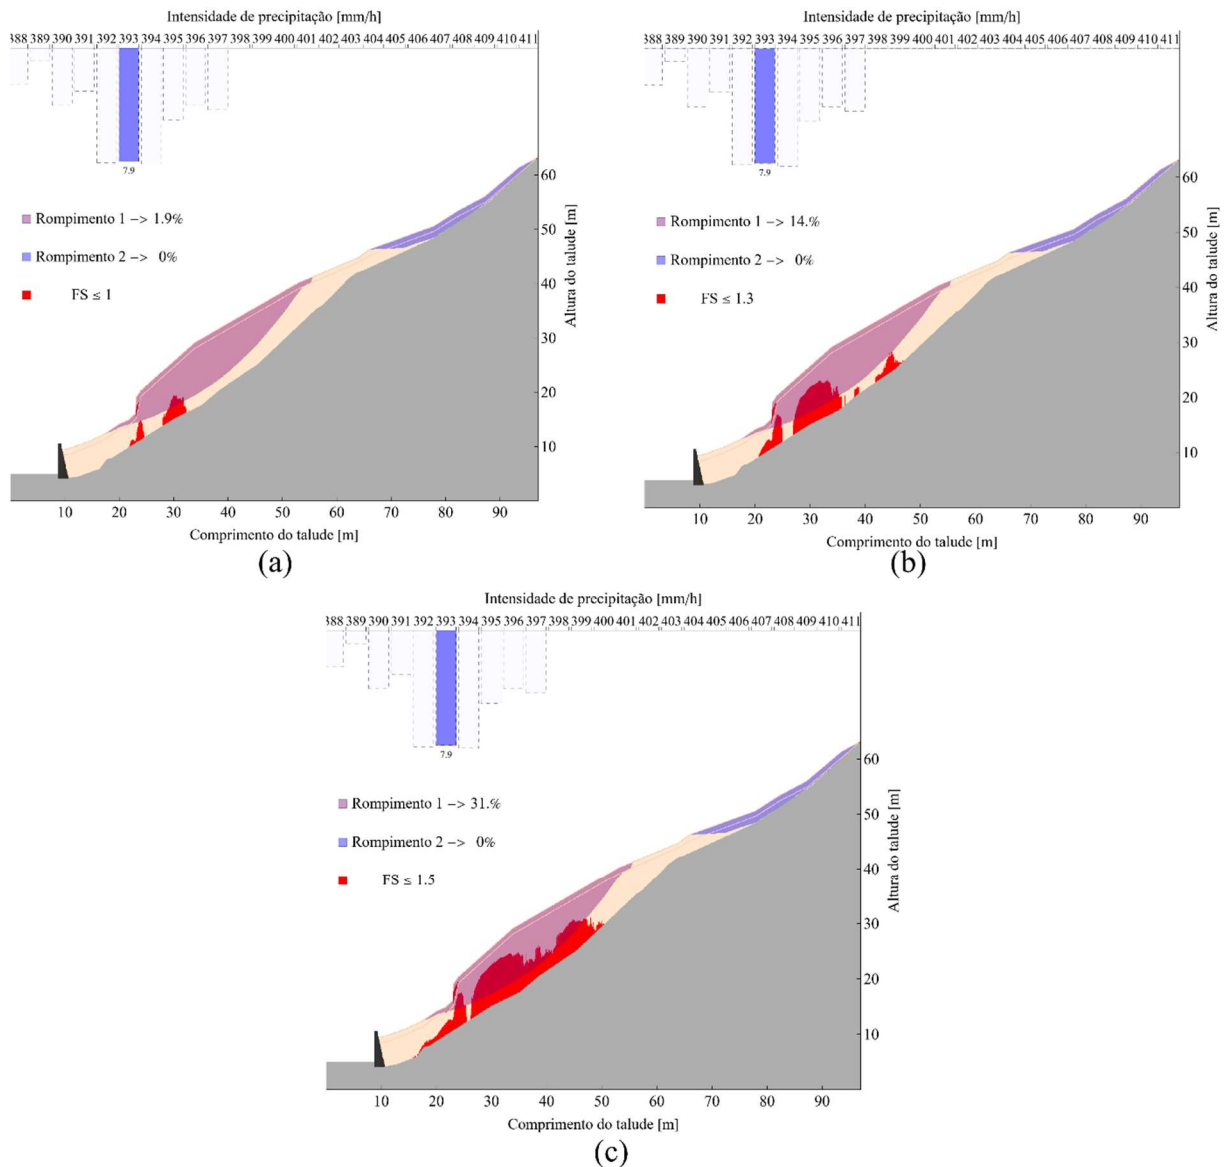 Intensidade de precipitação [mm/h]
388 389 390 391 392 393 394 395 396 397 398 399 400 401 402 403 404 405 406 407 408 409 410 411
7.9
60
Rompimento 1 −> 1.9%
50
Rompimento 2 −> 0%
40
FS ≤ 1
30
20
10
Altura do talude [m]
10 20 30 40 50 60 70 80 90
Comprimento do talude [m]
(a)
Intensidade de precipitação [mm/h]
388 389 390 391 392 393 394 395 396 397 398 399 400 401 402 403 404 405 406 407 408 409 410 411
7.9
60
Rompimento 1 −> 14.%
50
Rompimento 2 −> 0%
40
FS ≤ 1.3
30
20
10
Altura do talude [m]
10 20 30 40 50 60 70 80 90
Comprimento do talude [m]
(b)
Intensidade de precipitação [mm/h]
388 389 390 391 392 393 394 395 396 397 398 399 400 401 402 403 404 405 406 407 408 409 410 411
7.9
60
Rompimento 1 −> 31.%
50
Rompimento 2 −> 0%
40
FS ≤ 1.5
30
20
10
Altura do talude [m]
10 20 30 40 50 60 70 80 90
Comprimento do talude [m]
(c)